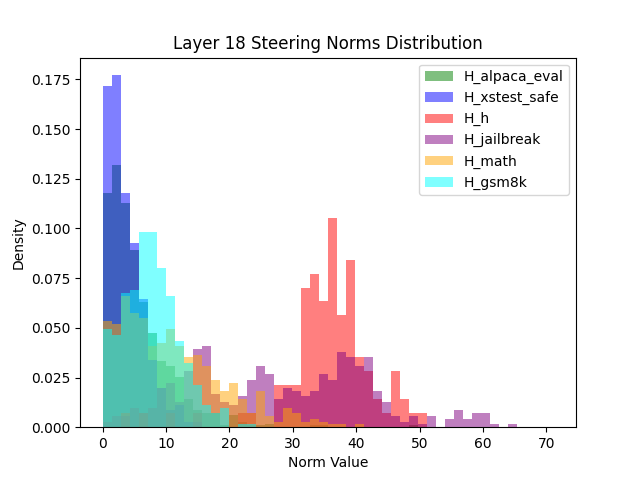 Layer 18 Steering Norms Distribution
H_alpaca_eval
H_xstest_safe
H_h
H_jailbreak
H_math
H_gsm8k
0.175
0.150
0.125
0.100
0.075
0.050
0.025
0.000
Density
0 10 20 30 40 50 60 70
Norm Value